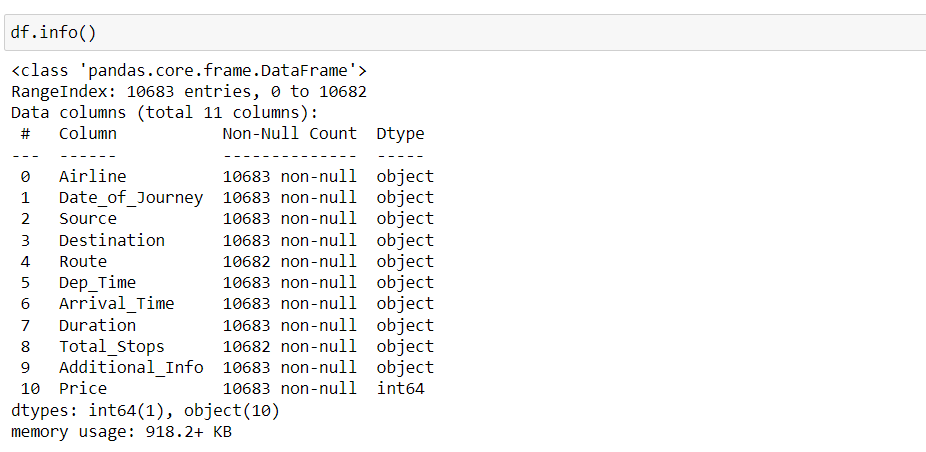 df.info()
<class 'pandas.core.frame.DataFrame'>
RangeIndex: 10683 entries, 0 to 10682
Data columns (total 11 columns):
 #   Column           Non-Null Count  Dtype
---  ------           --------------  -----
 0   Airline          10683 non-null  object
 1   Date_of_Journey  10683 non-null  object
 2   Source           10683 non-null  object
 3   Destination      10683 non-null  object
 4   Route            10682 non-null  object
 5   Dep_Time         10683 non-null  object
 6   Arrival_Time     10683 non-null  object
 7   Duration         10683 non-null  object
 8   Total_Stops      10682 non-null  object
 9   Additional_Info  10683 non-null  object
 10  Price            10683 non-null  int64
dtypes: int64(1), object(10)
memory usage: 918.2+ KB